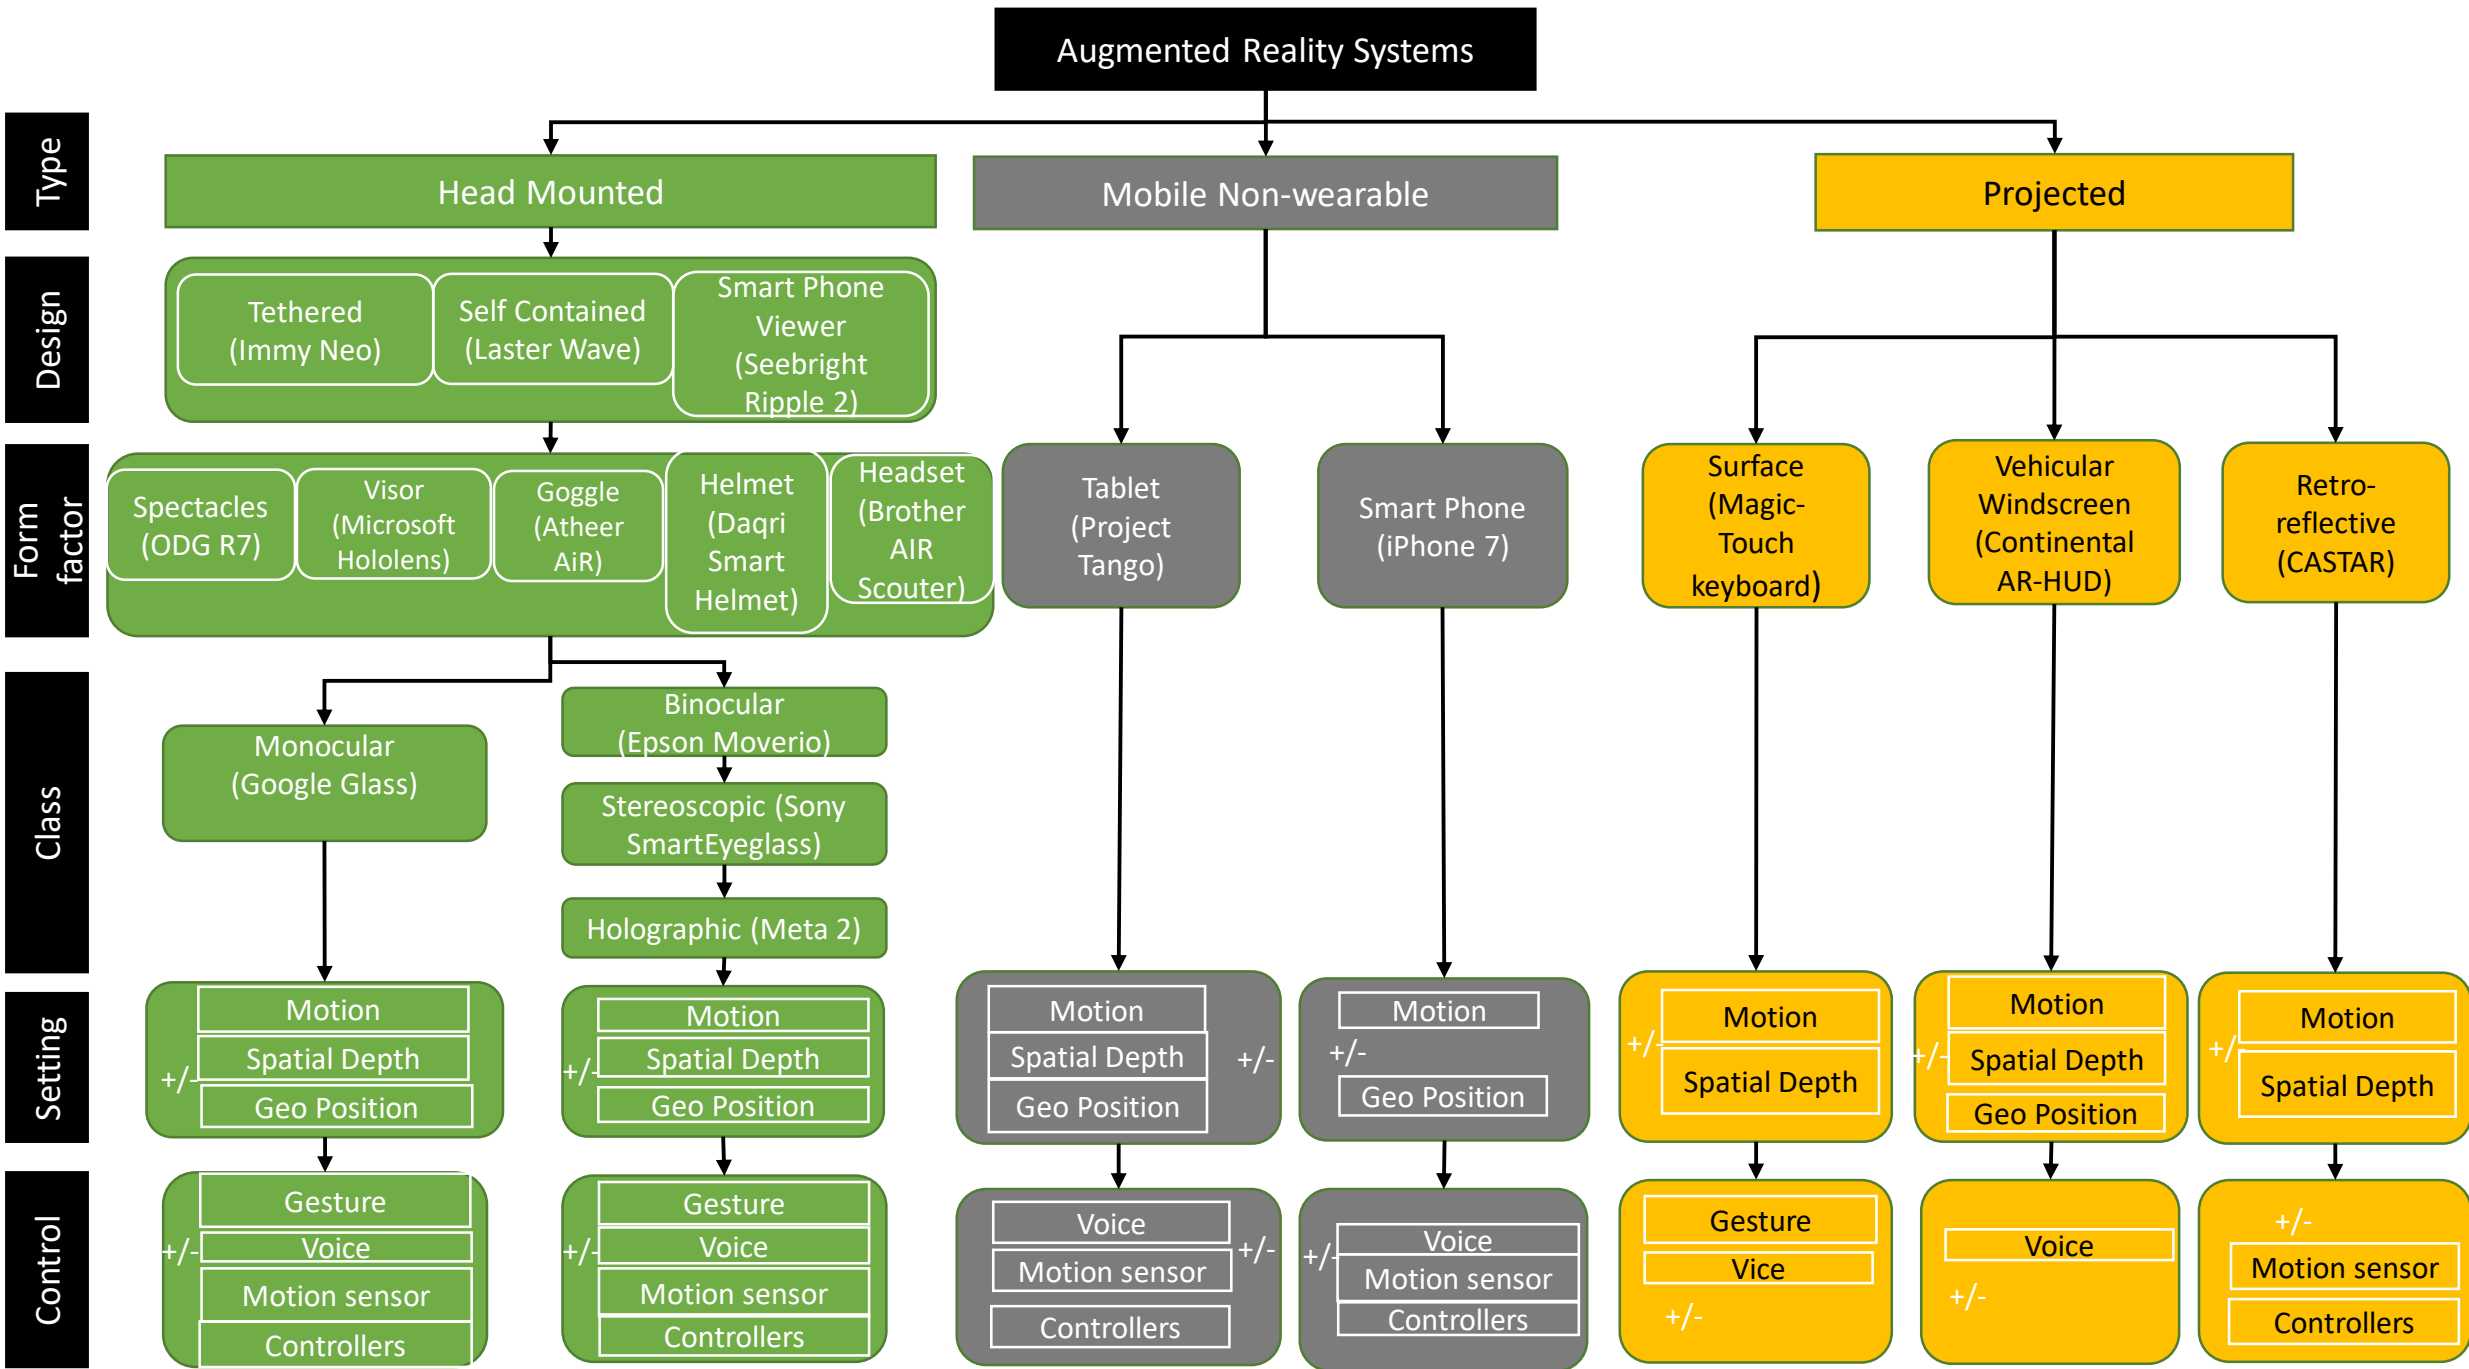 Augmented Reality Systems
Type
Head Mounted
Mobile Non-wearable
Projected
Design
Tethered
(Immy Neo)
Self Contained
(Laster Wave)
Smart Phone
Viewer
(Seebright
Ripple 2)
Form
factor
Spectacles
(ODG R7)
Visor
(Microsoft
Hololens)
Goggle
(Atheer
AiR)
Helmet
(Daqri
Smart
Helmet)
Headset
(Brother
AIR
Scouter)
Tablet
(Project
Tango)
Smart Phone
(iPhone 7)
Surface
(Magic-
Touch
keyboard)
Vehicular
Windscreen
(Continental
AR-HUD)
Retro-
reflective
(CASTAR)
Class
Monocular
(Google Glass)
Binocular
(Epson Moverio)
Stereoscopic (Sony
SmartEyeglass)
Holographic (Meta 2)
Setting
Motion
Spatial Depth
+/-
Geo Position
Motion
Spatial Depth
+/-
Geo Position
Motion
Spatial Depth
+/-
Geo Position
Motion
+/-
Geo Position
Motion
+/-
Spatial Depth
Motion
+/-
Spatial Depth
Geo Position
Motion
+/-
Spatial Depth
Control
Gesture
+/-
Voice
Motion sensor
Controllers
Gesture
+/-
Voice
Motion sensor
Controllers
Voice
+/-
Motion sensor
Controllers
Voice
+/-
Motion sensor
Controllers
Gesture
Vice
+/-
Voice
+/-
+/-
Motion sensor
Controllers